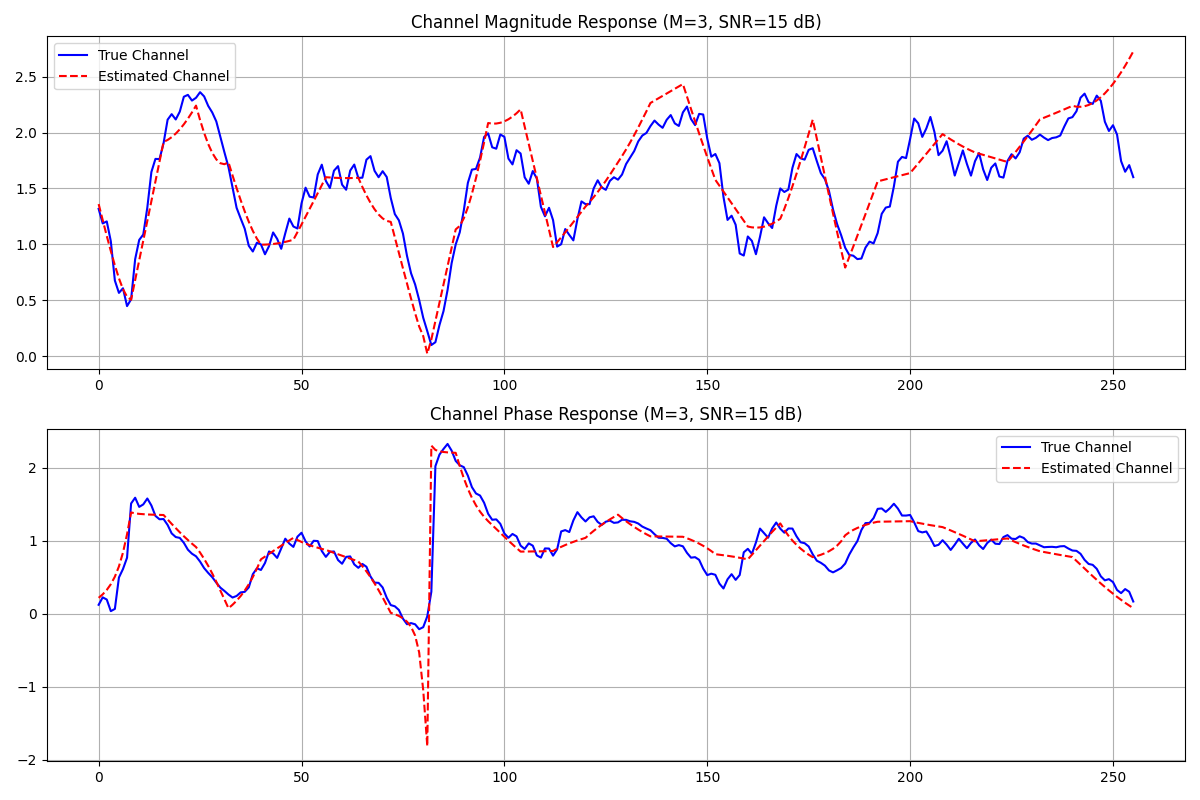 Channel Magnitude Response (M=3, SNR=15 dB)
True Channel
Estimated Channel
2.5
2.0
1.5
1.0
0.5
0.0
0 50 100 150 200 250
Channel Phase Response (M=3, SNR=15 dB)
True Channel
Estimated Channel
2
1
0
−1
−2
0 50 100 150 200 250